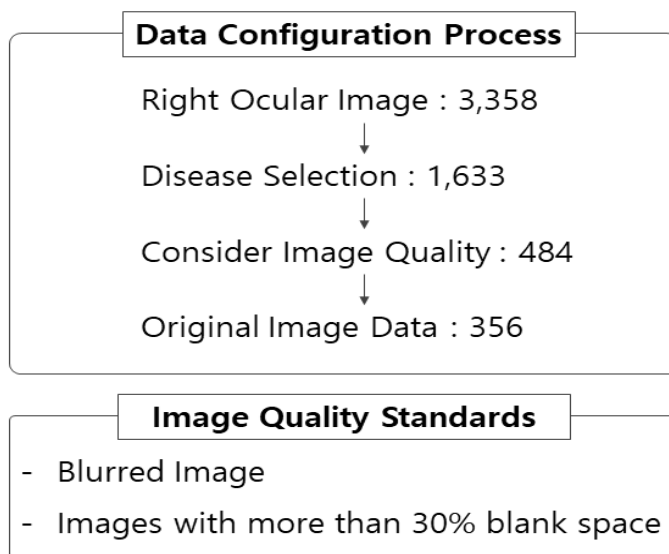 Data Configuration Process
Right Ocular Image : 3,358
Disease Selection : 1,633
Consider Image Quality : 484
Original Image Data : 356
Image Quality Standards
- Blurred Image
- Images with more than 30% blank space